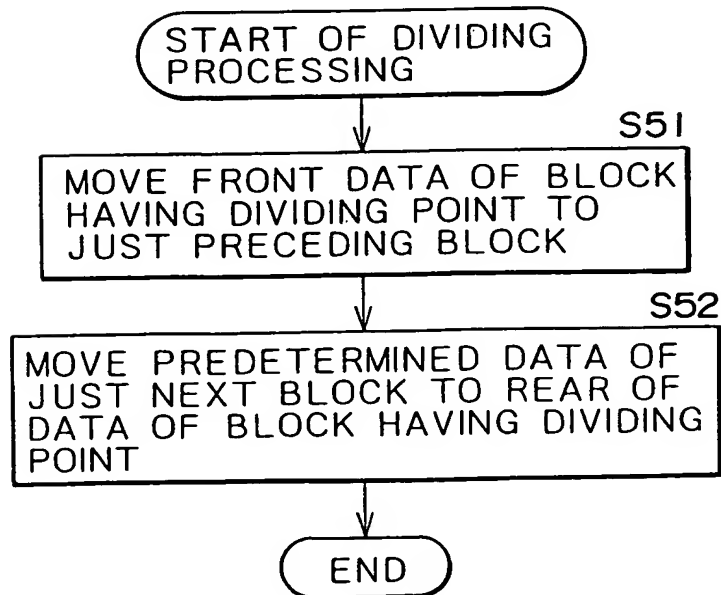 START OF DIVIDING
PROCESSING
S51
MOVE FRONT DATA OF BLOCK
HAVING DIVIDING POINT TO
JUST PRECEDING BLOCK
S52
MOVE PREDETERMINED DATA OF
JUST NEXT BLOCK TO REAR OF
DATA OF BLOCK HAVING DIVIDING
POINT
END